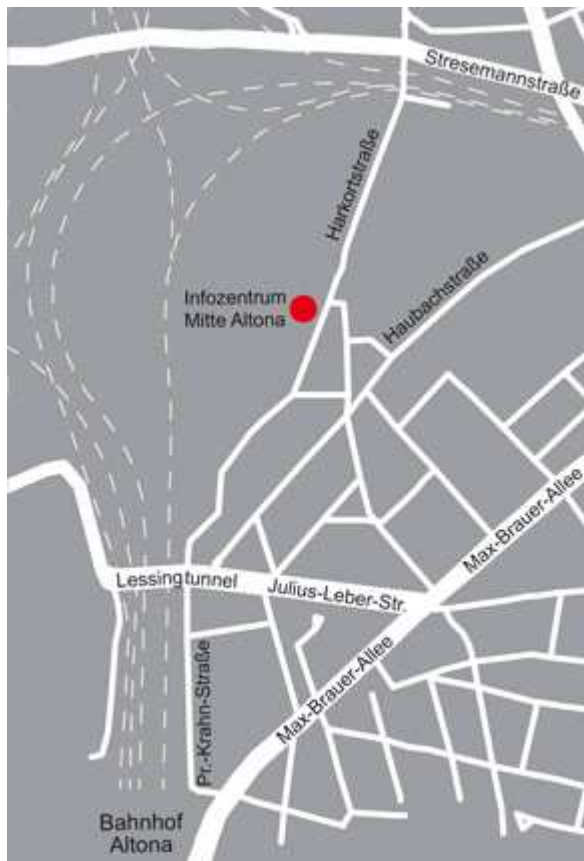 Stresemannstraße
Harkortstraße
Haubachstraße
Infozentrum
Mitte Altona
Max-Brauer-Allee
Lessingtunnel
Julius-Leber-Str.
Max-Brauer-Allee
Pr.-Krahn-Straße
Bahnhof
Altona